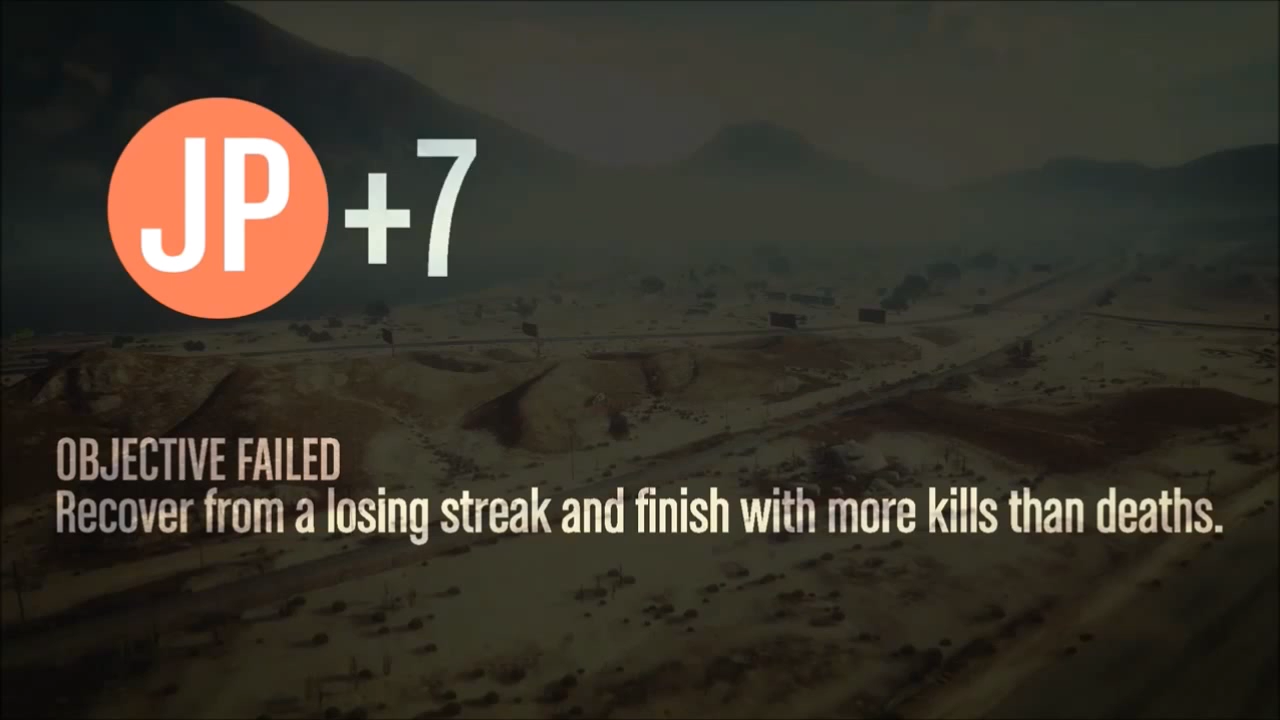 JP +7
OBJECTIVE FAILED
Recover from a losing streak and finish with more kills than deaths.